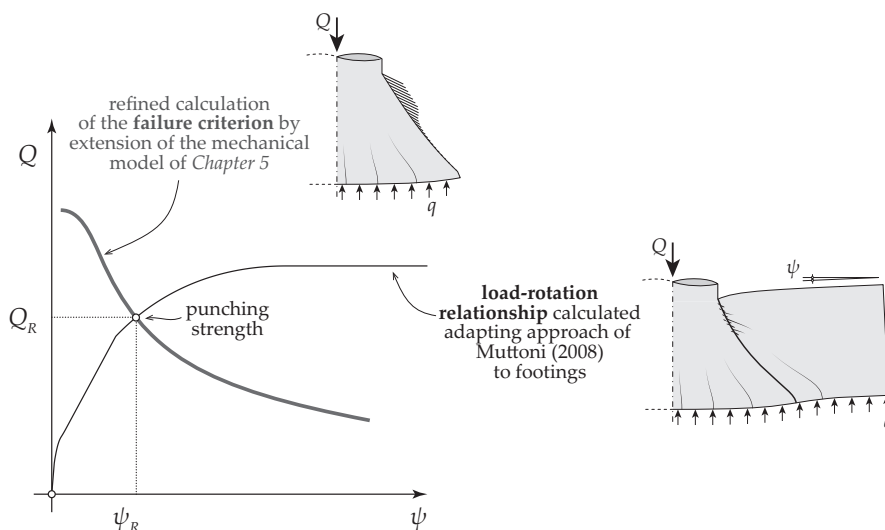 Q
refined calculation
of the failure criterion by
extension of the mechanical
model of Chapter 5
Q
q
Q
ψ
load-rotation
relationship calculated
adapting approach of
Muttoni (2008)
to footings
Q_R
punching
strength
ψ_R
ψ